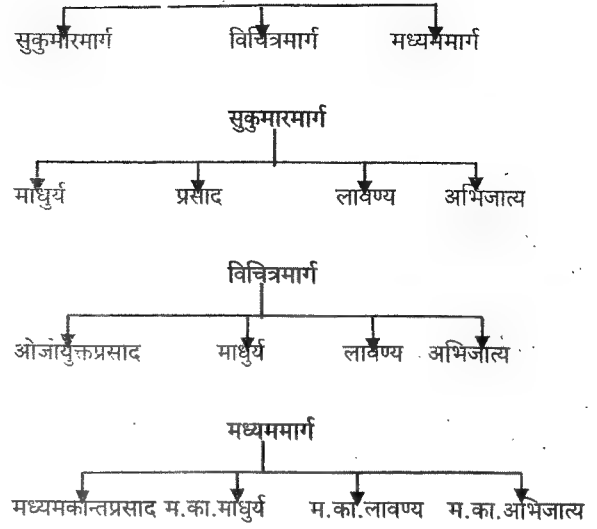 सुकुमारमार्ग विचित्रमार्ग मध्यममार्ग
सुकुमारमार्ग
माधुर्य प्रसाद लावण्य अभिजात्य
विचित्रमार्ग
ओजोयुक्तप्रसाद माधुर्य लावण्य अभिजात्य
मध्यममार्ग
मध्यमकान्तप्रसाद म.का.माधुर्य म.का.लावण्य म.का.अभिजात्य